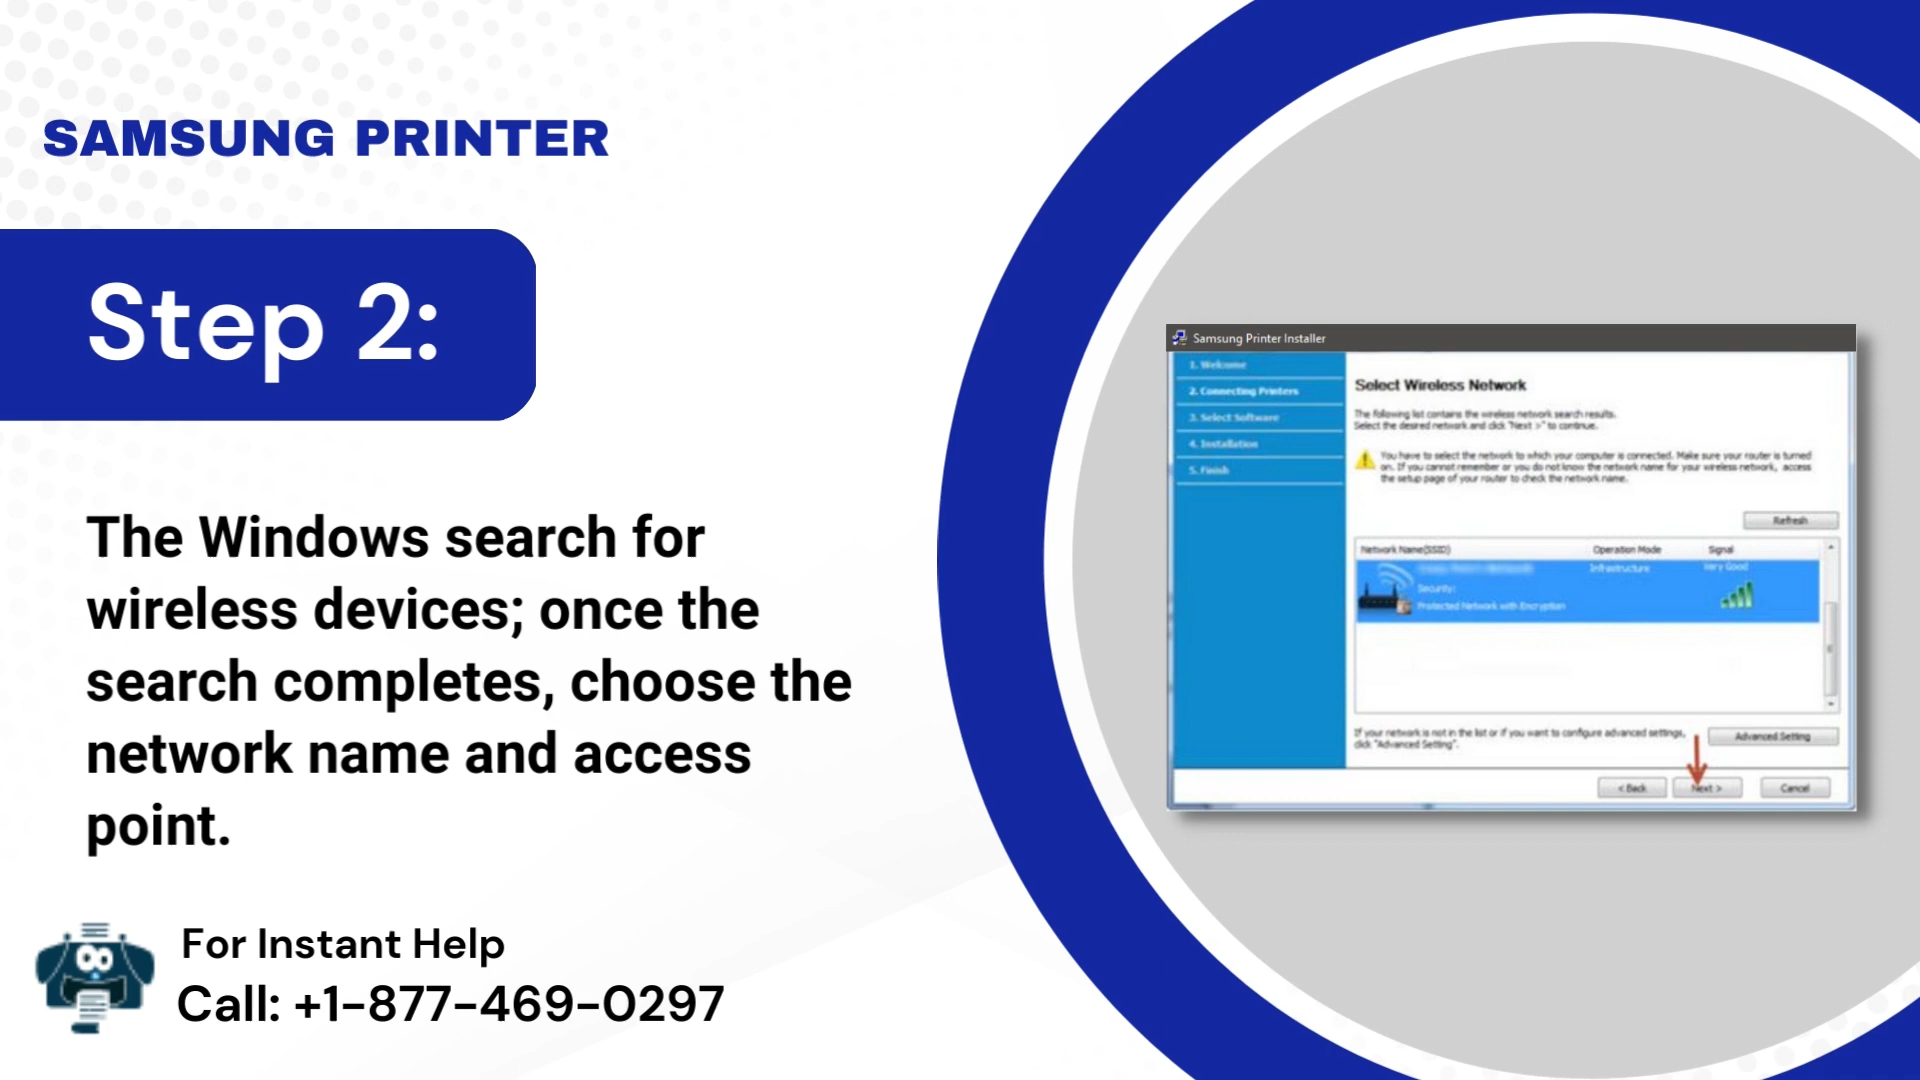 SAMSUNG PRINTER
Step 2:
The Windows search for
wireless devices; once the
search completes, choose the
network name and access
point.
For Instant Help
Call: +1-877-469-0297
Samsung Printer Installer
1. Welcome
2. Connecting Printers
3. Select Software
4. Installation
5. Finish
Select Wireless Network
The following list contains the wireless network search results.
Select the desired network and click "Next >" to continue.
You have to select the network to which your computer is connected. Make sure your router is turned
on. If you cannot remember or you do not know the network name for your wireless network, access
the setup page of your router to check the network name.
Refresh
Network Name(SSID) Operation Mode Signal
Infrastructure Very Good
Security:
Protected Network with Encryption
If your network is not in the list or if you want to configure advanced settings,
click "Advanced Setting".
Advanced Setting
< Back Next > Cancel